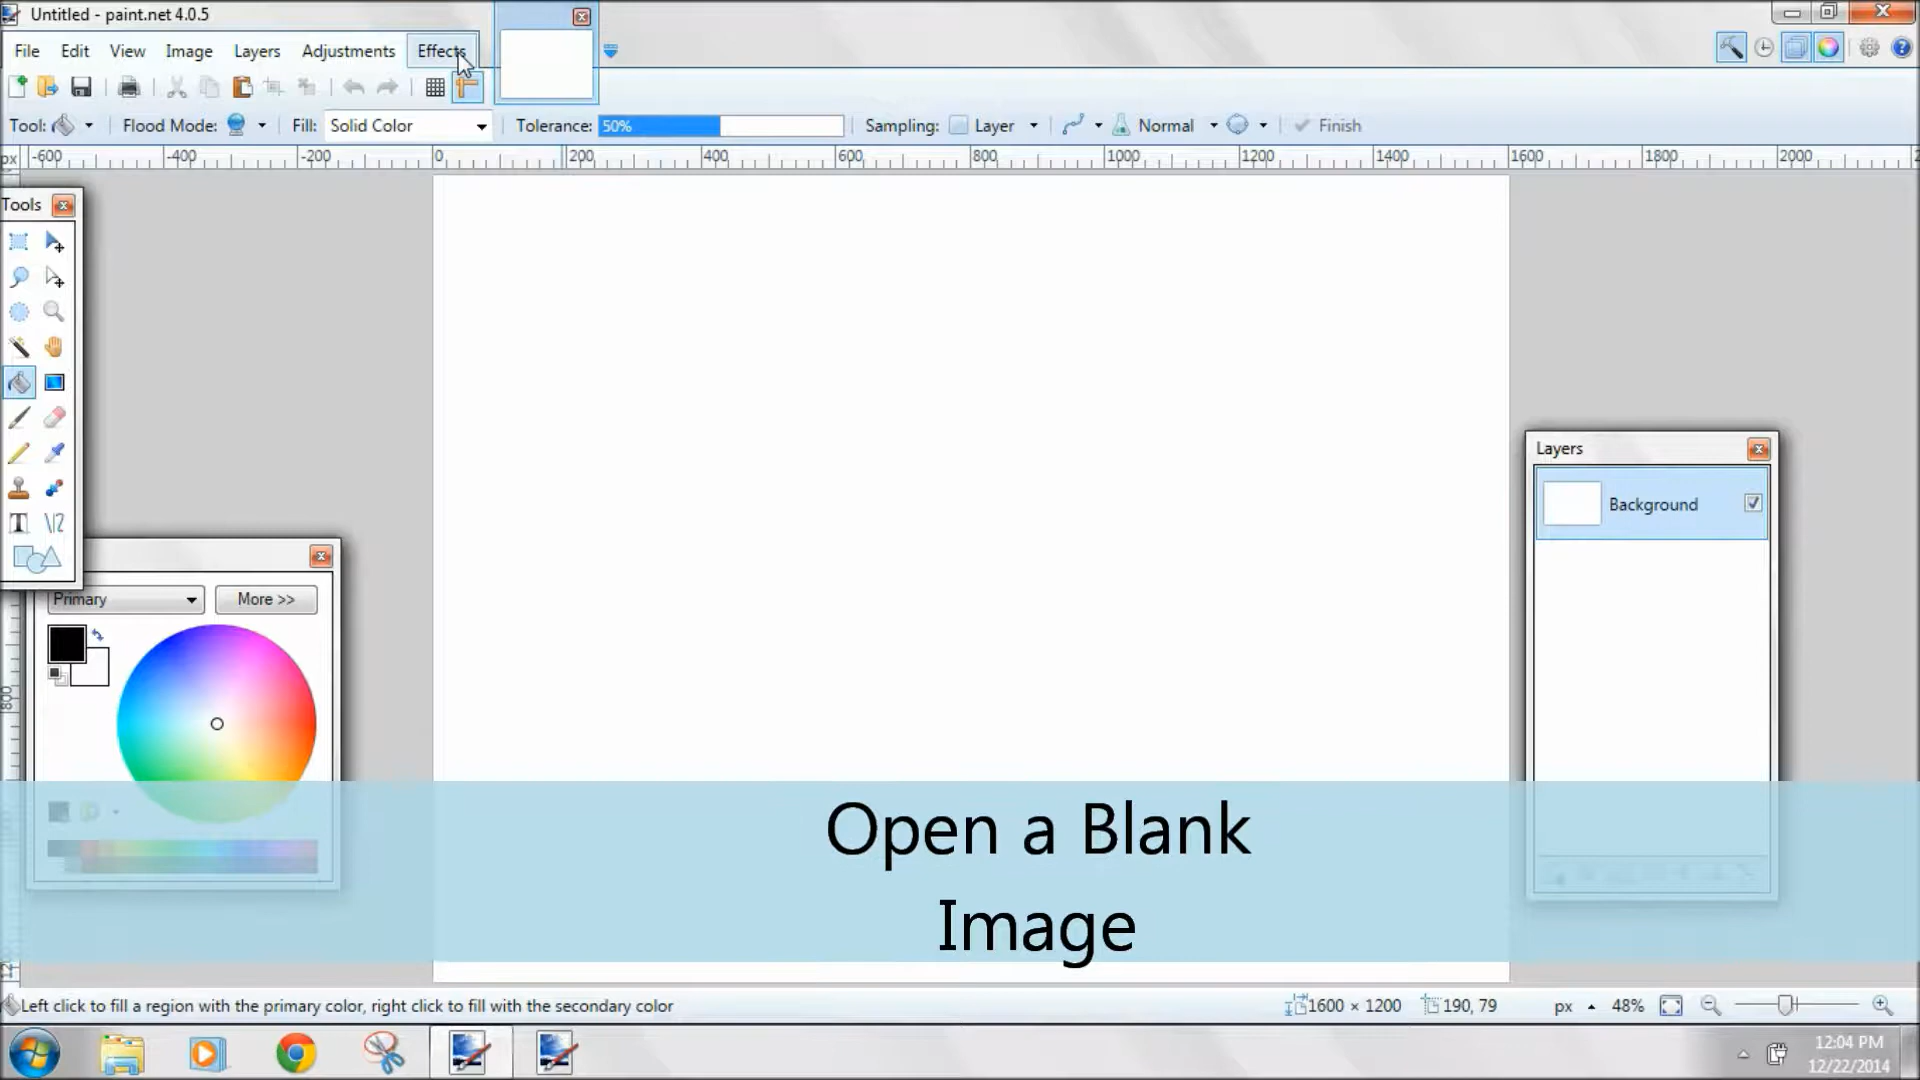 Untitled - paint.net 4.0.5
File Edit View Image Layers Adjustments Effects
Tool: Flood Mode: Fill: Solid Color Tolerance: 50% Sampling: Layer Normal Finish
px -600 -400 -200 0 200 400 600 800 1000 1200 1400 1600 1800 2000
Tools
Layers
Background
Primary More >>
800
Open a Blank
Image
Left click to fill a region with the primary color, right click to fill with the secondary color 1600 × 1200 190, 79 px 48%
12:04 PM
12/22/2014